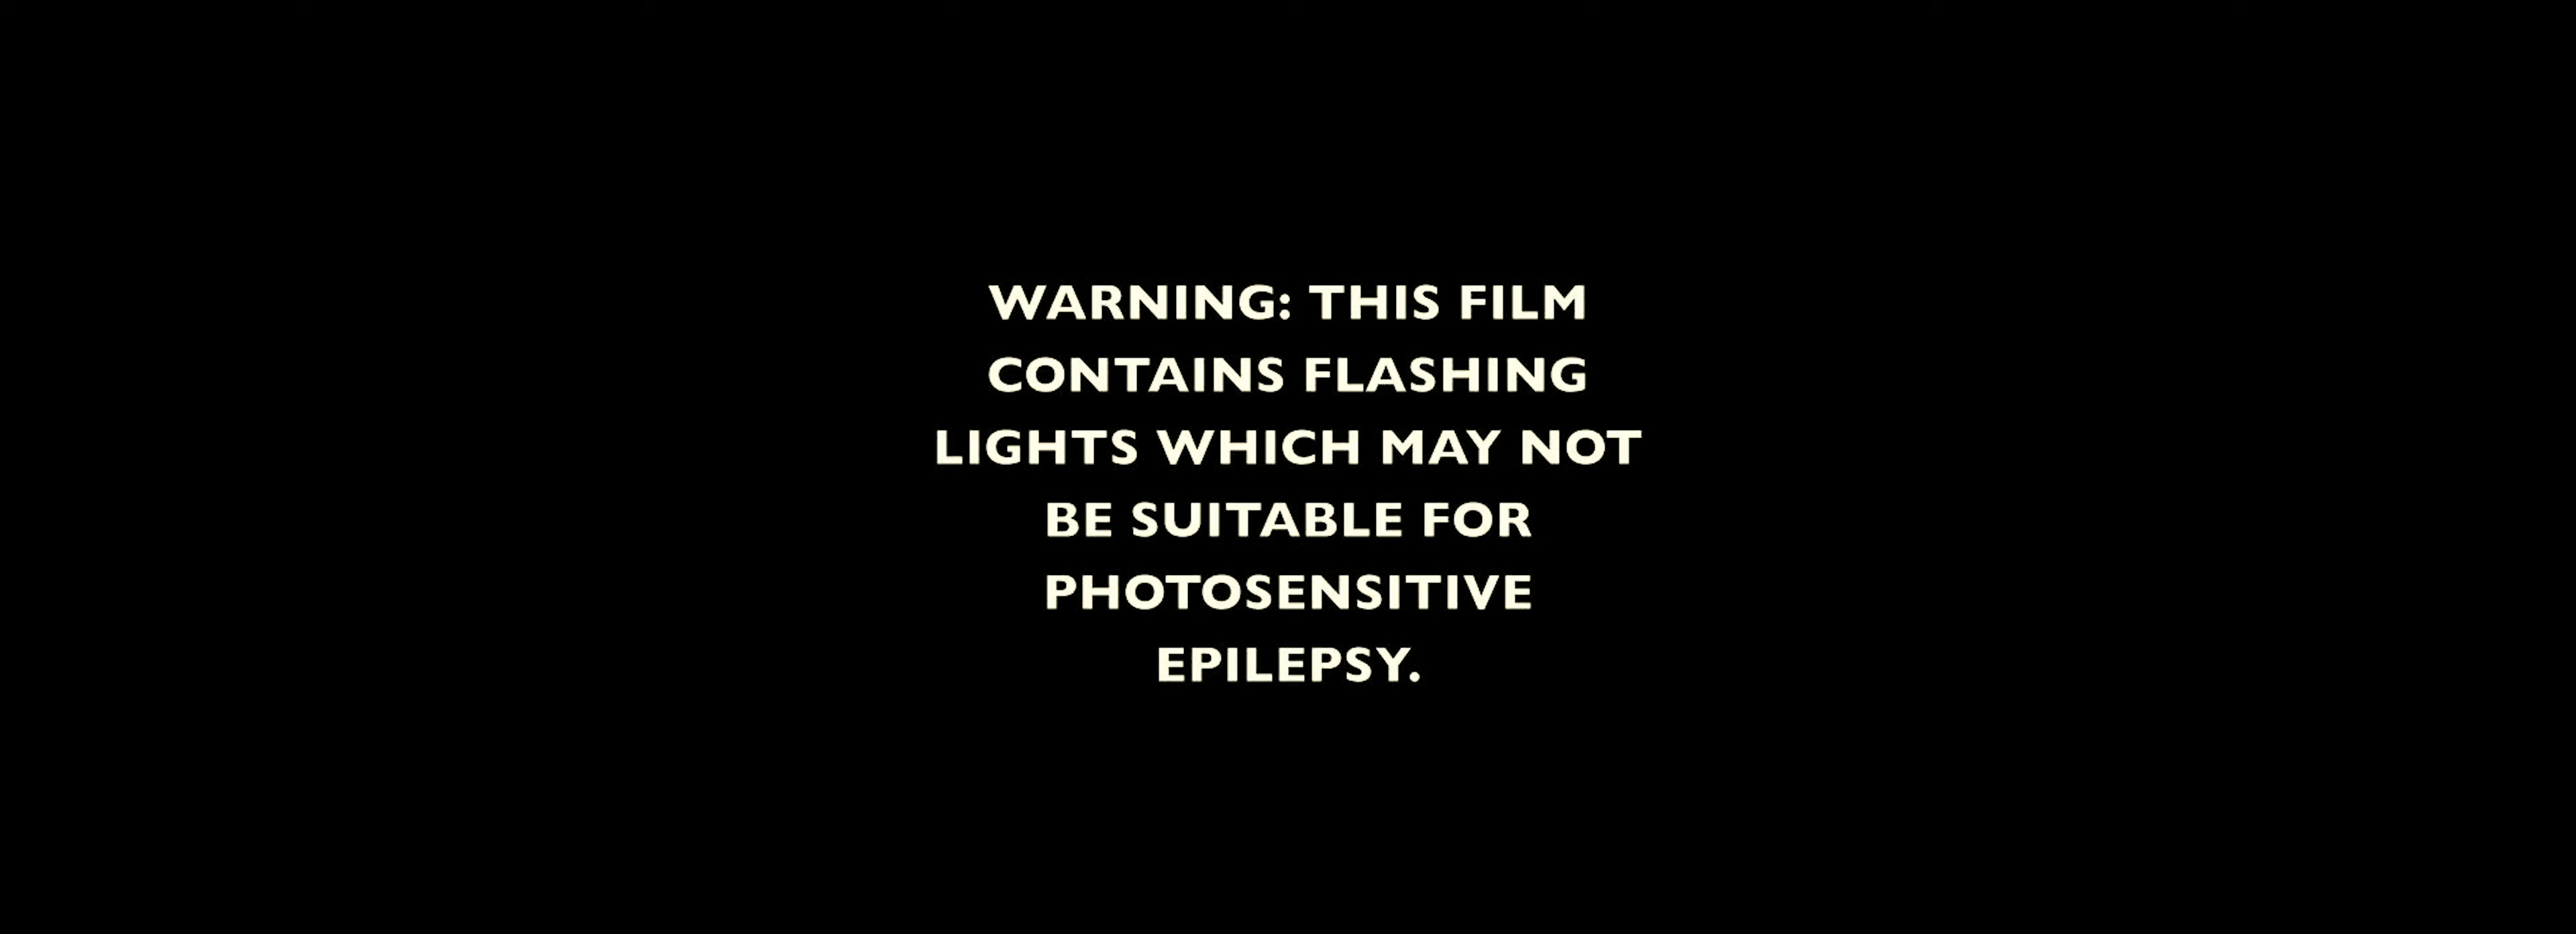 WARNING: THIS FILM
CONTAINS FLASHING
LIGHTS WHICH MAY NOT
BE SUITABLE FOR
PHOTOSENSITIVE
EPILEPSY.